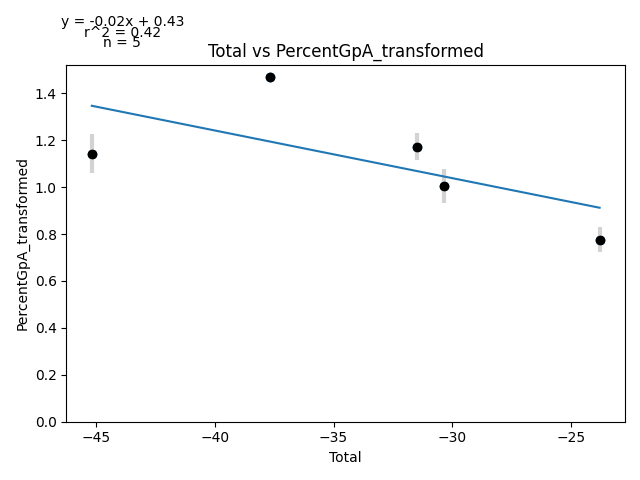 y = -0.02x + 0.43
r^2 = 0.42
n = 5
Total vs PercentGpA_transformed
PercentGpA_transformed
1.4
1.2
1.0
0.8
0.6
0.4
0.2
0.0
−45
−40
−35
−30
−25
Total